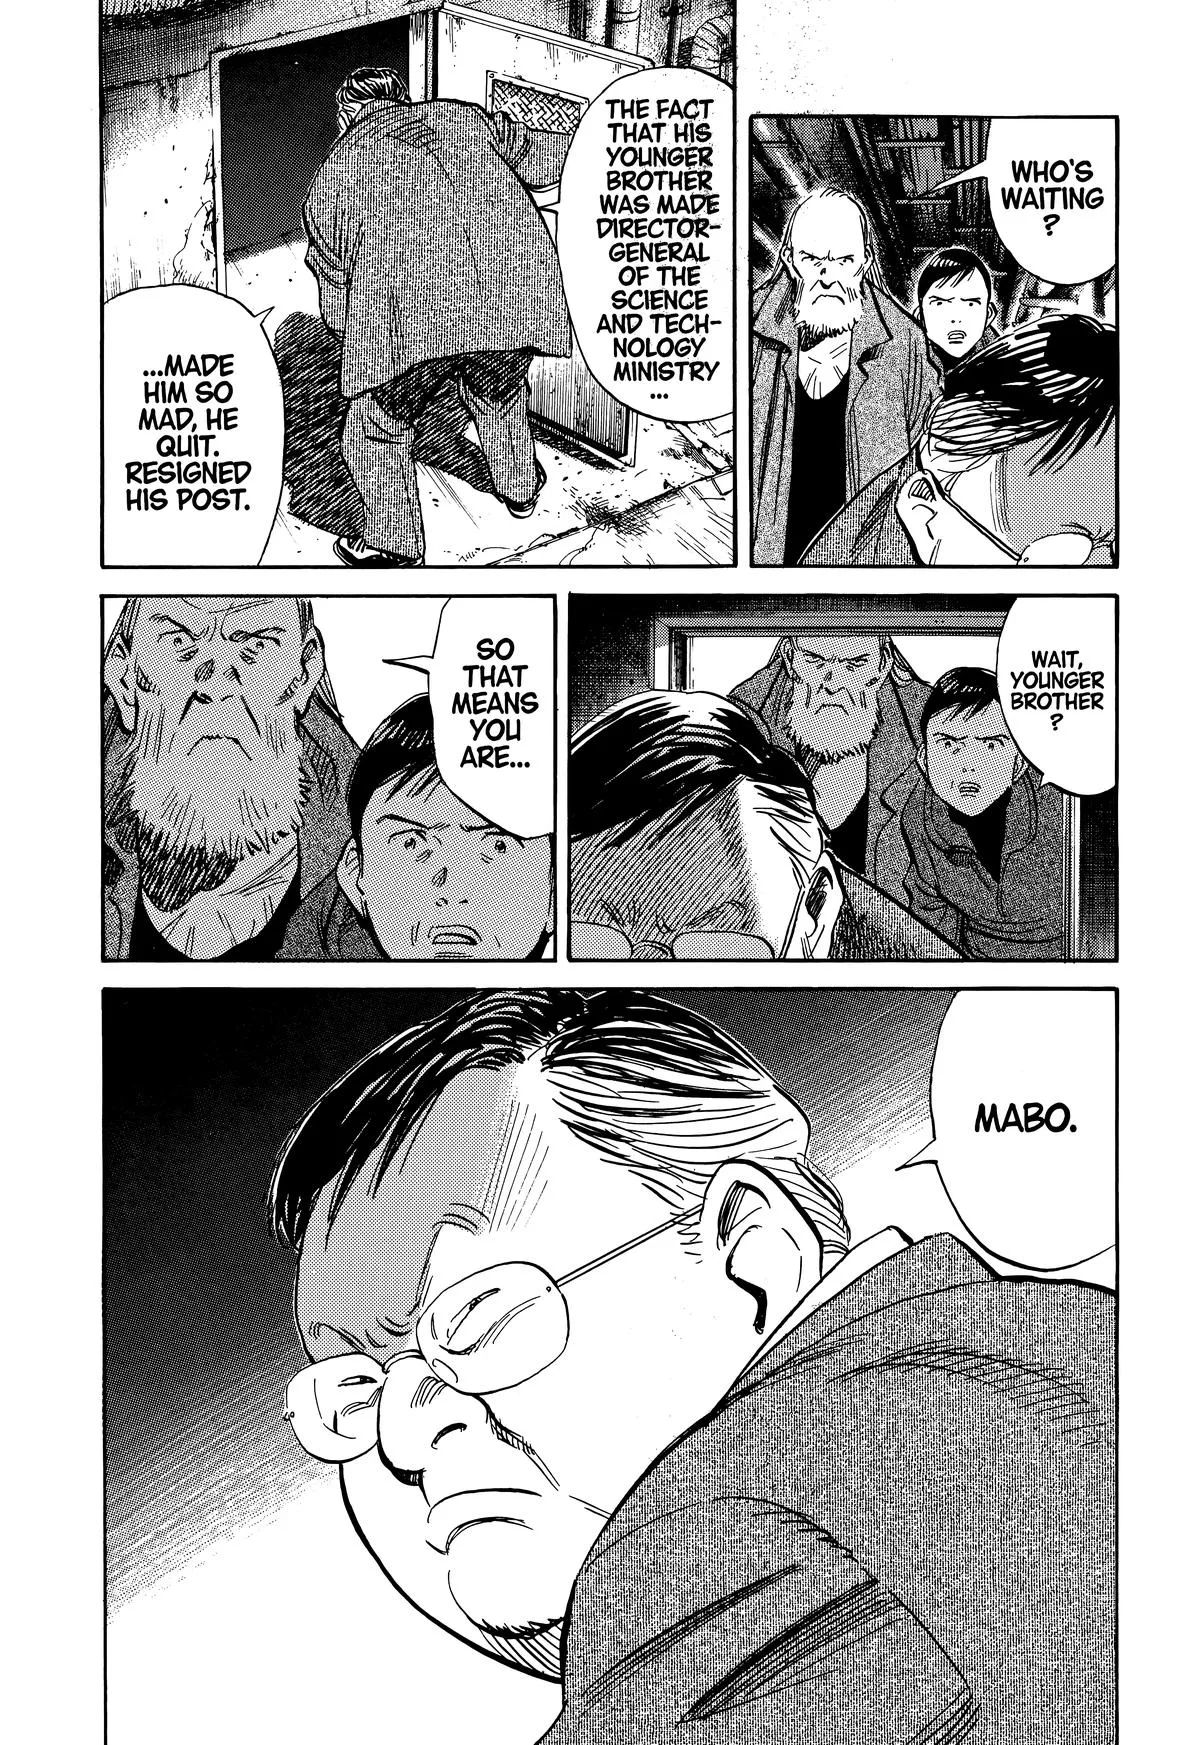 WHO'S
WAITING
?
THE FACT
THAT HIS
YOUNGER
BROTHER
WAS MADE
DIRECTOR-
GENERAL
OF THE
SCIENCE
AND TECH-
NOLOGY
MINISTRY
...
...MADE
HIM SO
MAD, HE
QUIT.
RESIGNED
HIS POST.
WAIT,
YOUNGER
BROTHER
?
SO
THAT
MEANS
YOU
ARE...
MABO.